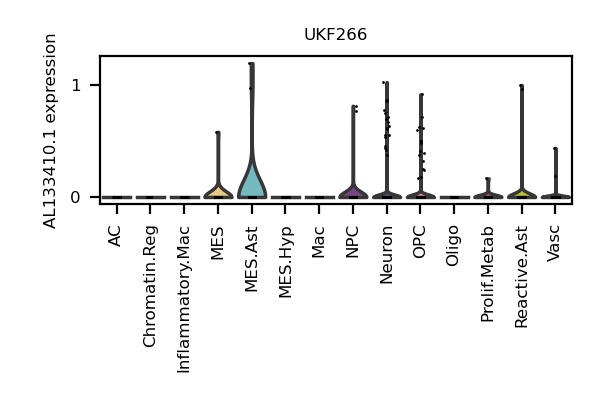 UKF266
AL133410.1 expression
1
0
AC
Chromatin.Reg
Inflammatory.Mac
MES
MES.Ast
MES.Hyp
Mac
NPC
Neuron
OPC
Oligo
Prolif.Metab
Reactive.Ast
Vasc